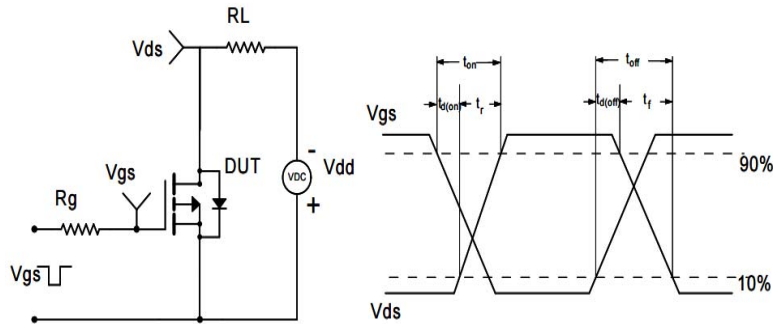 RL
Vds
-
DUT
Vdd
Vgs
VDC
Rg
+
Vgs
ton
toff
td(on)
tr
td(off)
tf
Vgs
90%
10%
Vds